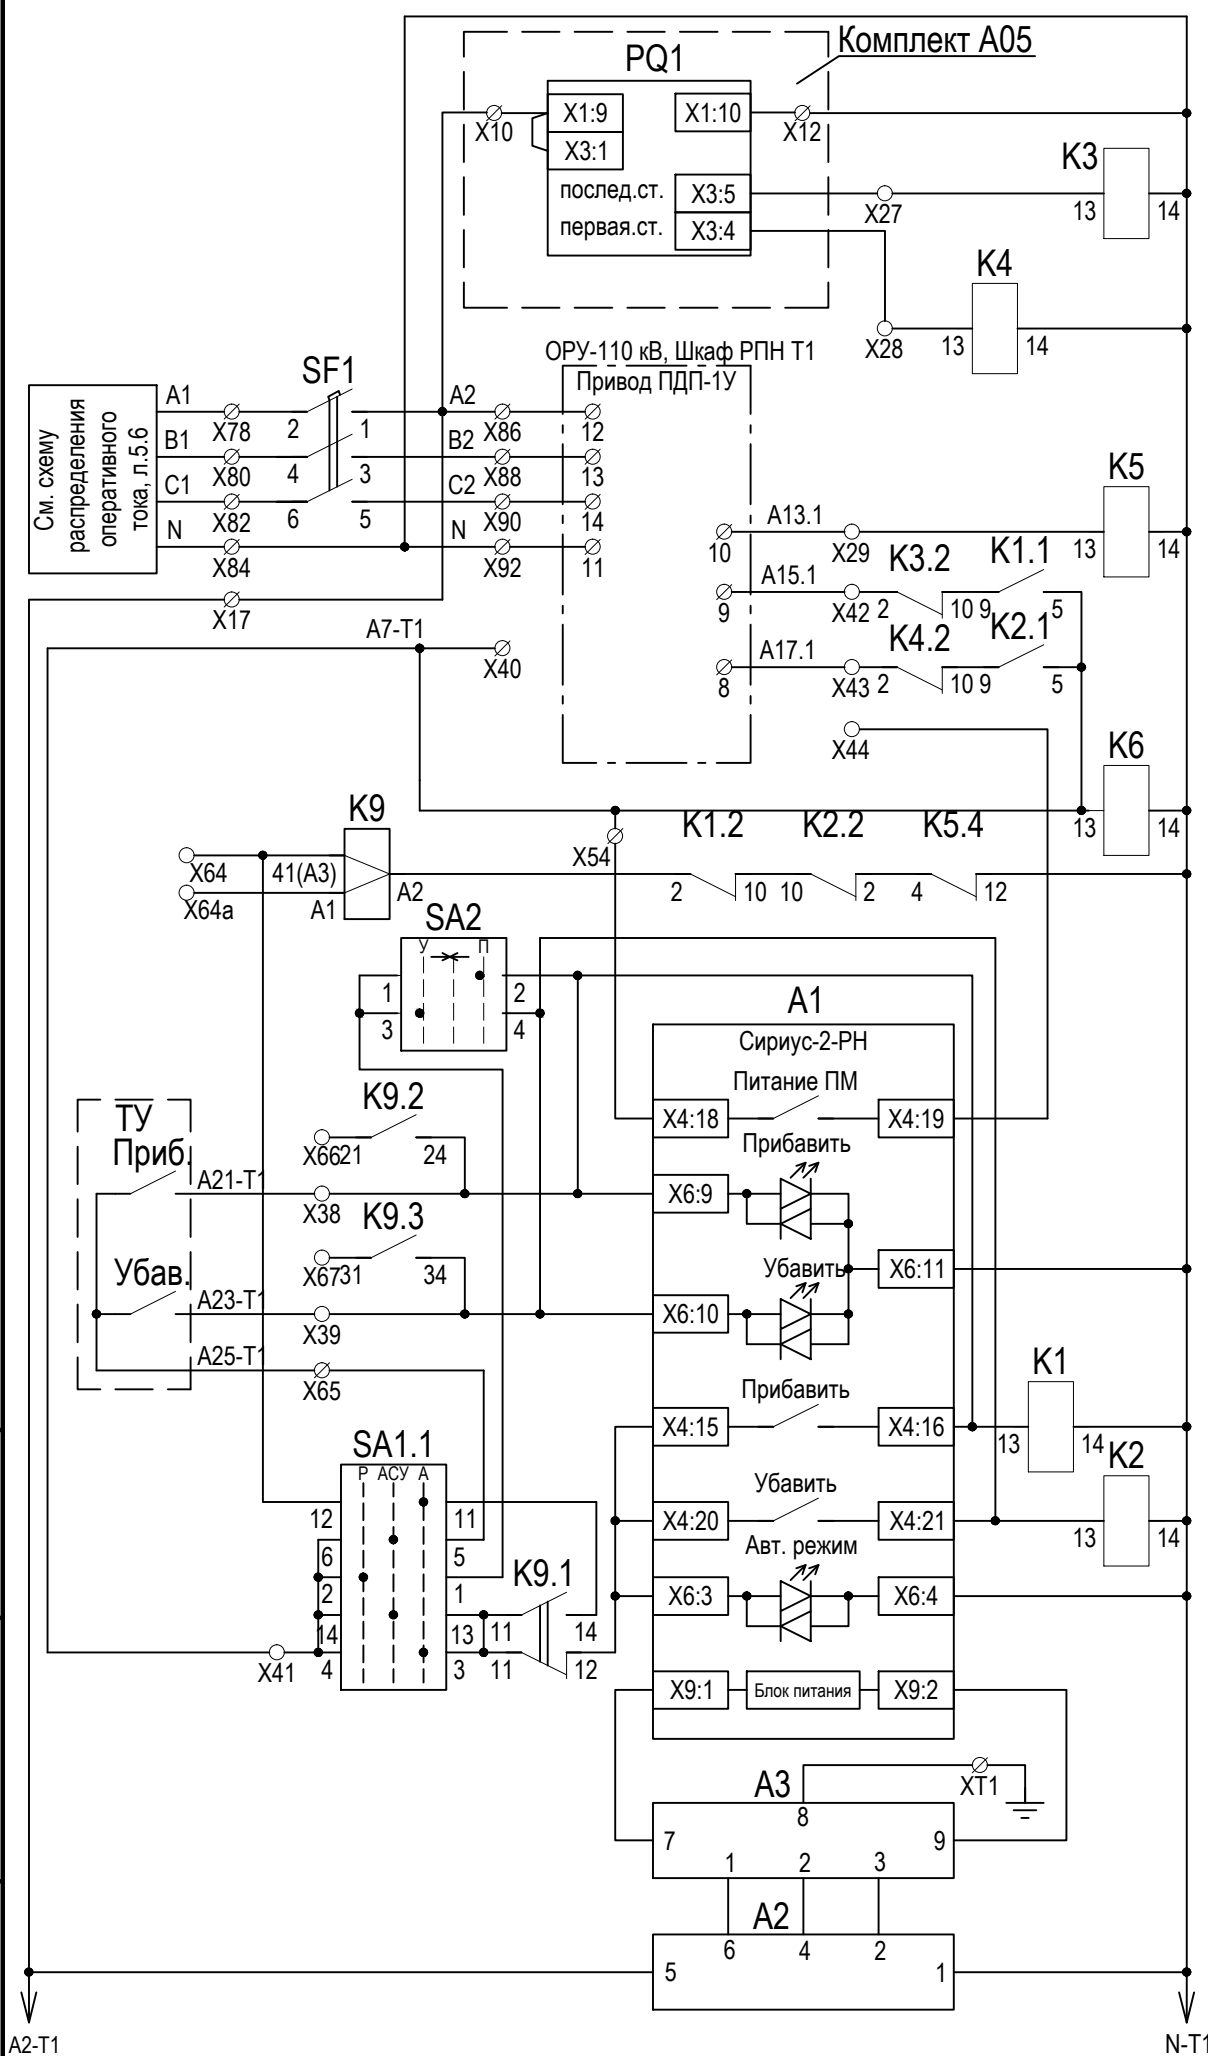 Комплект А05
PQ1
X1:9
X1:10
X10
X12
X3:1
K3
послед.ст.
X3:5
X27
13
14
первая.ст.
X3:4
K4
X28
13
14
ОРУ-110 кВ, Шкаф РПН Т1
Привод ПДП-1У
SF1
См. схему
распределения
оперативного
тока, л.5.6
A1
X78
2
1
A2
X86
12
B1
X80
4
3
B2
X88
13
C1
X82
6
5
C2
X90
14
N
X84
N
X92
11
K5
10
A13.1
X29
13
14
K3.2
K1.1
9
A15.1
X42
2
10
9
5
K4.2
K2.1
8
A17.1
X43
2
10
9
5
X17
A7-T1
X40
X44
K6
13
14
K9
X54
K1.2
K2.2
K5.4
X64
41(A3)
X64a
A1
A2
2
10
10
2
4
12
SA2
У
П
1
2
3
4
A1
Сириус-2-РН
Питание ПМ
X4:18
X4:19
ТУ
Приб.
K9.2
X66
21
24
Прибавить
A21-T1
X38
X6:9
K9.3
X67
31
34
X6:11
Убав.
Убавить
A23-T1
X39
X6:10
A25-T1
X65
Прибавить
K1
X4:15
X4:16
13
14
SA1.1
Р
АСУ
А
K2
12
11
Убавить
X4:20
X4:21
13
14
6
5
Авт. режим
K9.1
2
1
X6:3
X6:4
14
13
11
14
X41
4
3
11
12
X9:1
Блок питания
X9:2
A3
XT1
8
7
9
1
2
3
A2
6
4
2
5
1
A2-T1
N-T1